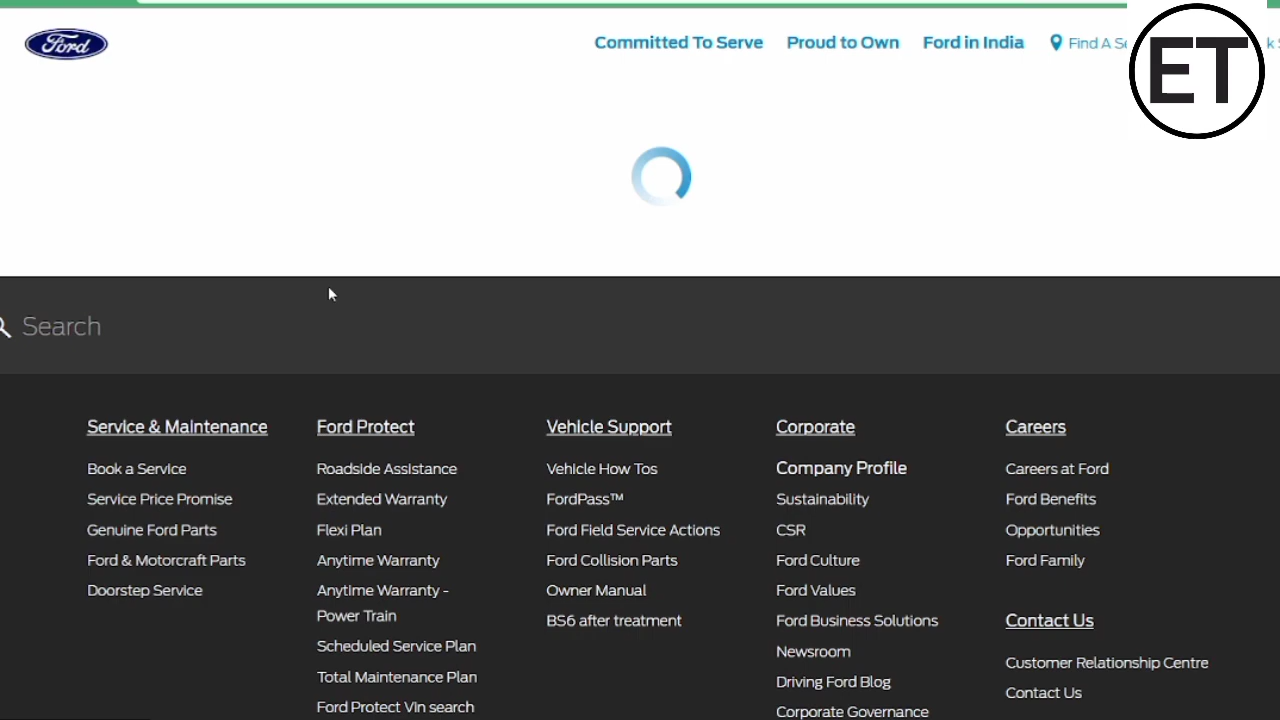 Ford
Committed To Serve
Proud to Own
Ford in India
Find A
ET
Search
Service & Maintenance
Book a Service
Service Price Promise
Genuine Ford Parts
Ford & Motorcraft Parts
Doorstep Service
Ford Protect
Roadside Assistance
Extended Warranty
Flexi Plan
Anytime Warranty
Anytime Warranty -
Power Train
Scheduled Service Plan
Total Maintenance Plan
Ford Protect Vin search
Vehicle Support
Vehicle How Tos
FordPass™
Ford Field Service Actions
Ford Collision Parts
Owner Manual
BS6 after treatment
Corporate
Company Profile
Sustainability
CSR
Ford Culture
Ford Values
Ford Business Solutions
Newsroom
Driving Ford Blog
Corporate Governance
Careers
Careers at Ford
Ford Benefits
Opportunities
Ford Family
Contact Us
Customer Relationship Centre
Contact Us